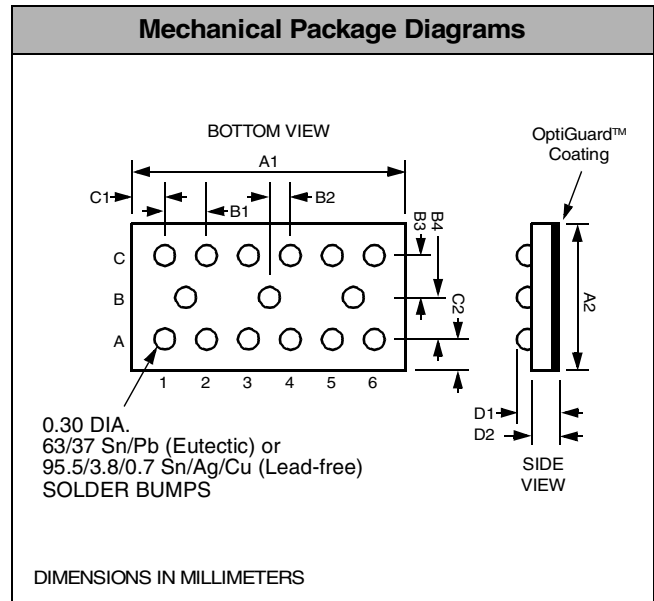 Mechanical Package Diagrams
BOTTOM VIEW
OptiGuard™
Coating
A1
C1
B1
B2
B3
B4
C
B
A
C2
A2
1 2 3 4 5 6
D1
D2
0.30 DIA.
63/37 Sn/Pb (Eutectic) or
95.5/3.8/0.7 Sn/Ag/Cu (Lead-free)
SOLDER BUMPS
SIDE
VIEW
DIMENSIONS IN MILLIMETERS